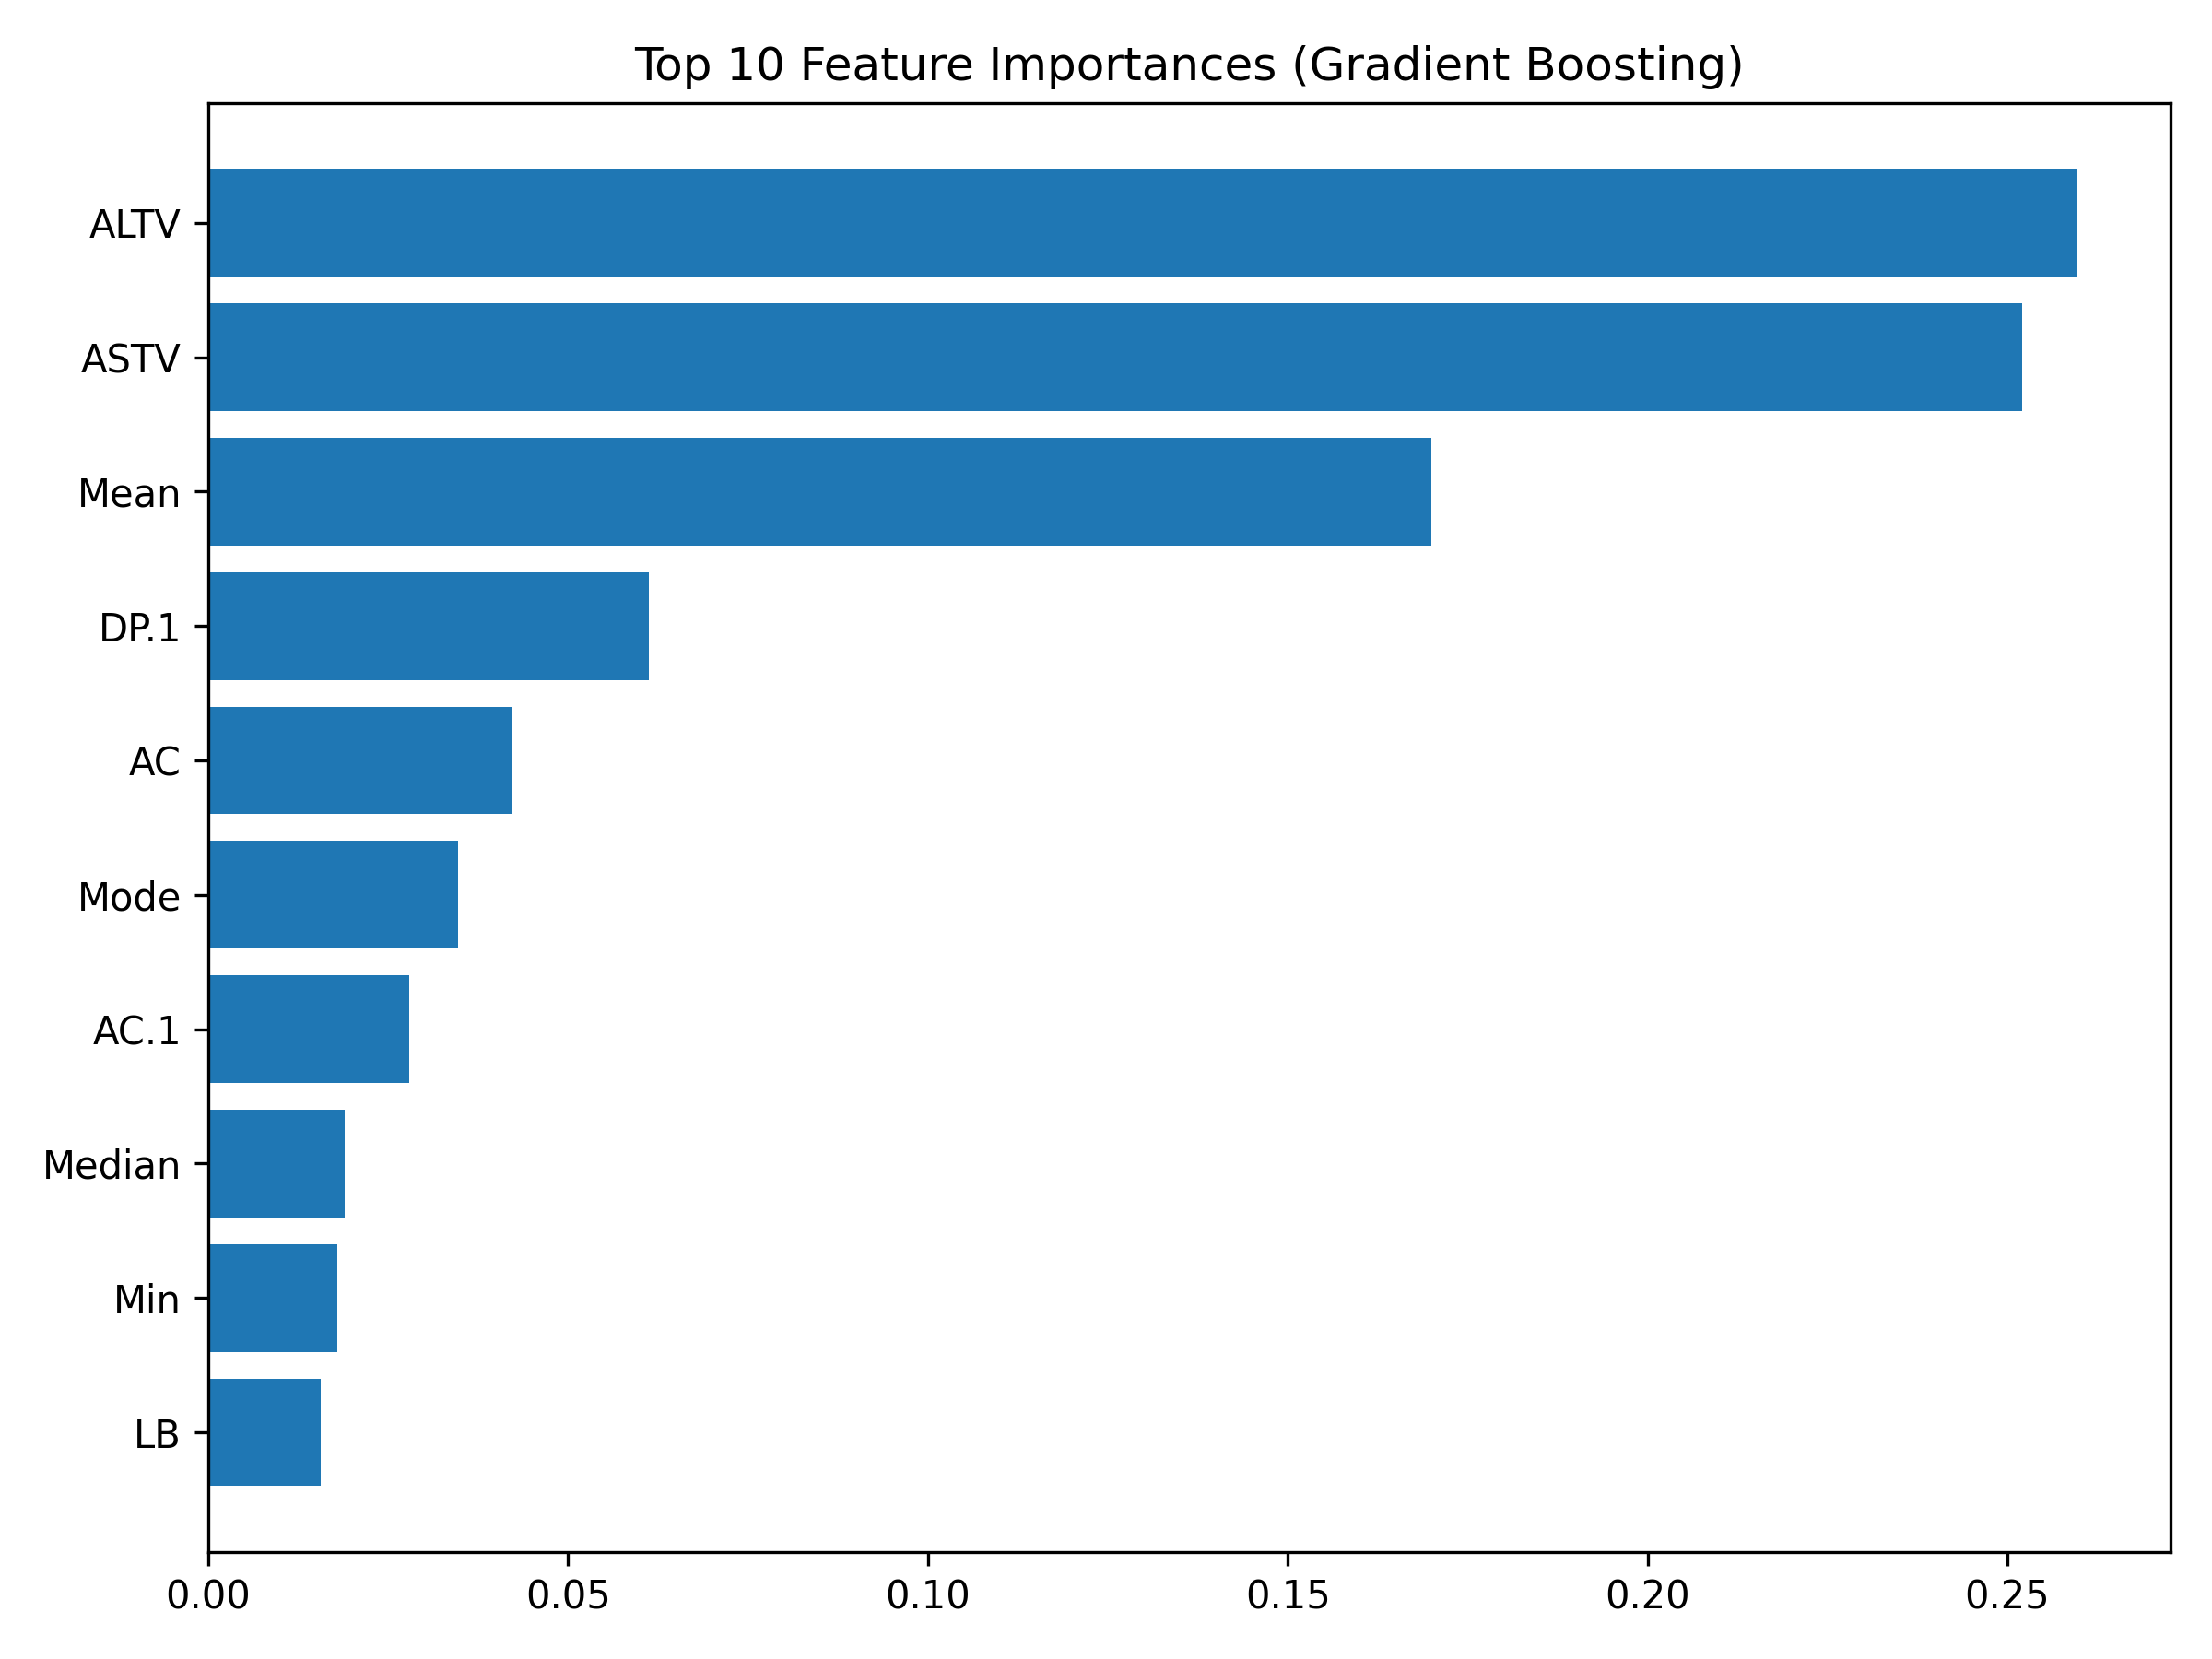 Top 10 Feature Importances (Gradient Boosting)
ALTV
ASTV
Mean
DP.1
AC
Mode
AC.1
Median
Min
LB
0.00 0.05 0.10 0.15 0.20 0.25